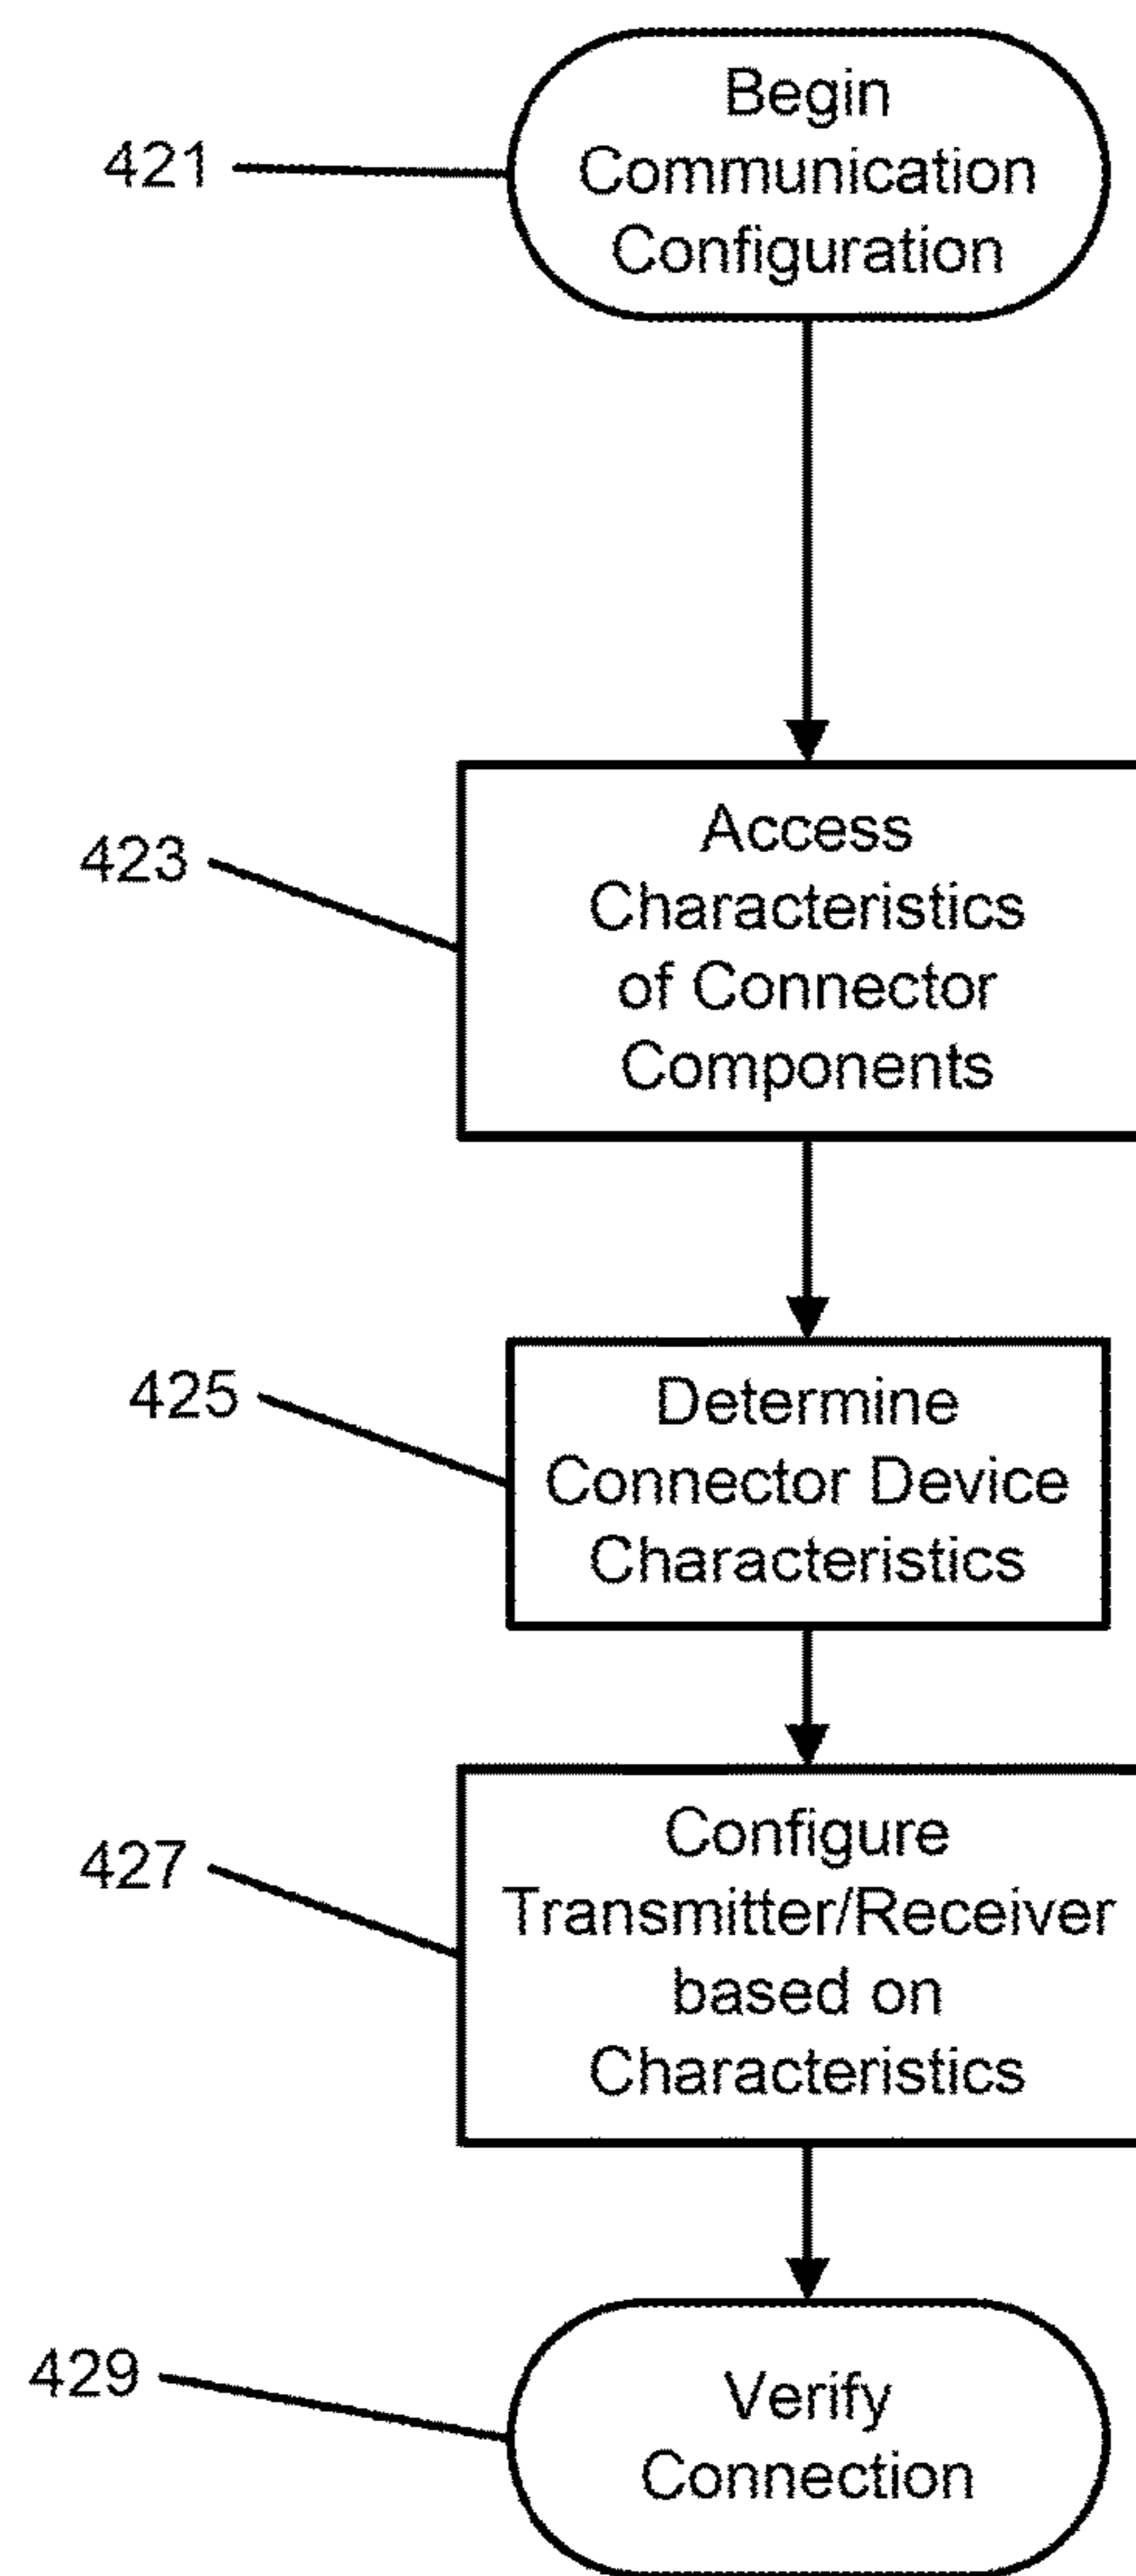 421
Begin
Communication
Configuration
423
Access
Characteristics
of Connector
Components
425
Determine
Connector Device
Characteristics
427
Configure
Transmitter/Receiver
based on
Characteristics
429
Verify
Connection